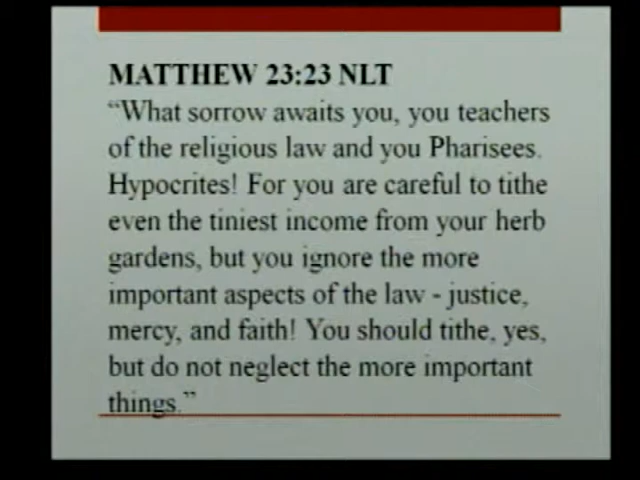 MATTHEW 23:23 NLT
“What sorrow awaits you, you teachers
of the religious law and you Pharisees.
Hypocrites! For you are careful to tithe
even the tiniest income from your herb
gardens, but you ignore the more
important aspects of the law - justice,
mercy, and faith! You should tithe, yes,
but do not neglect the more important
things.”